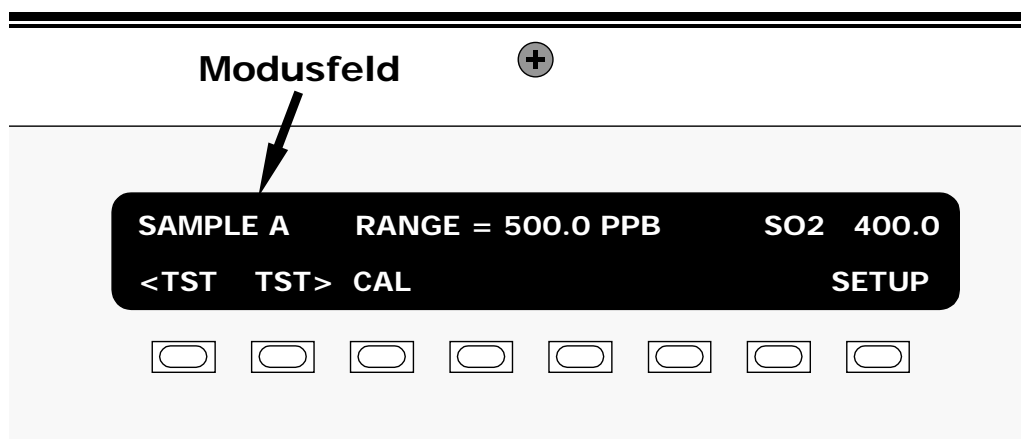 Modusfeld
SAMPLE A RANGE = 500.0 PPB SO2 400.0
<TST TST> CAL SETUP